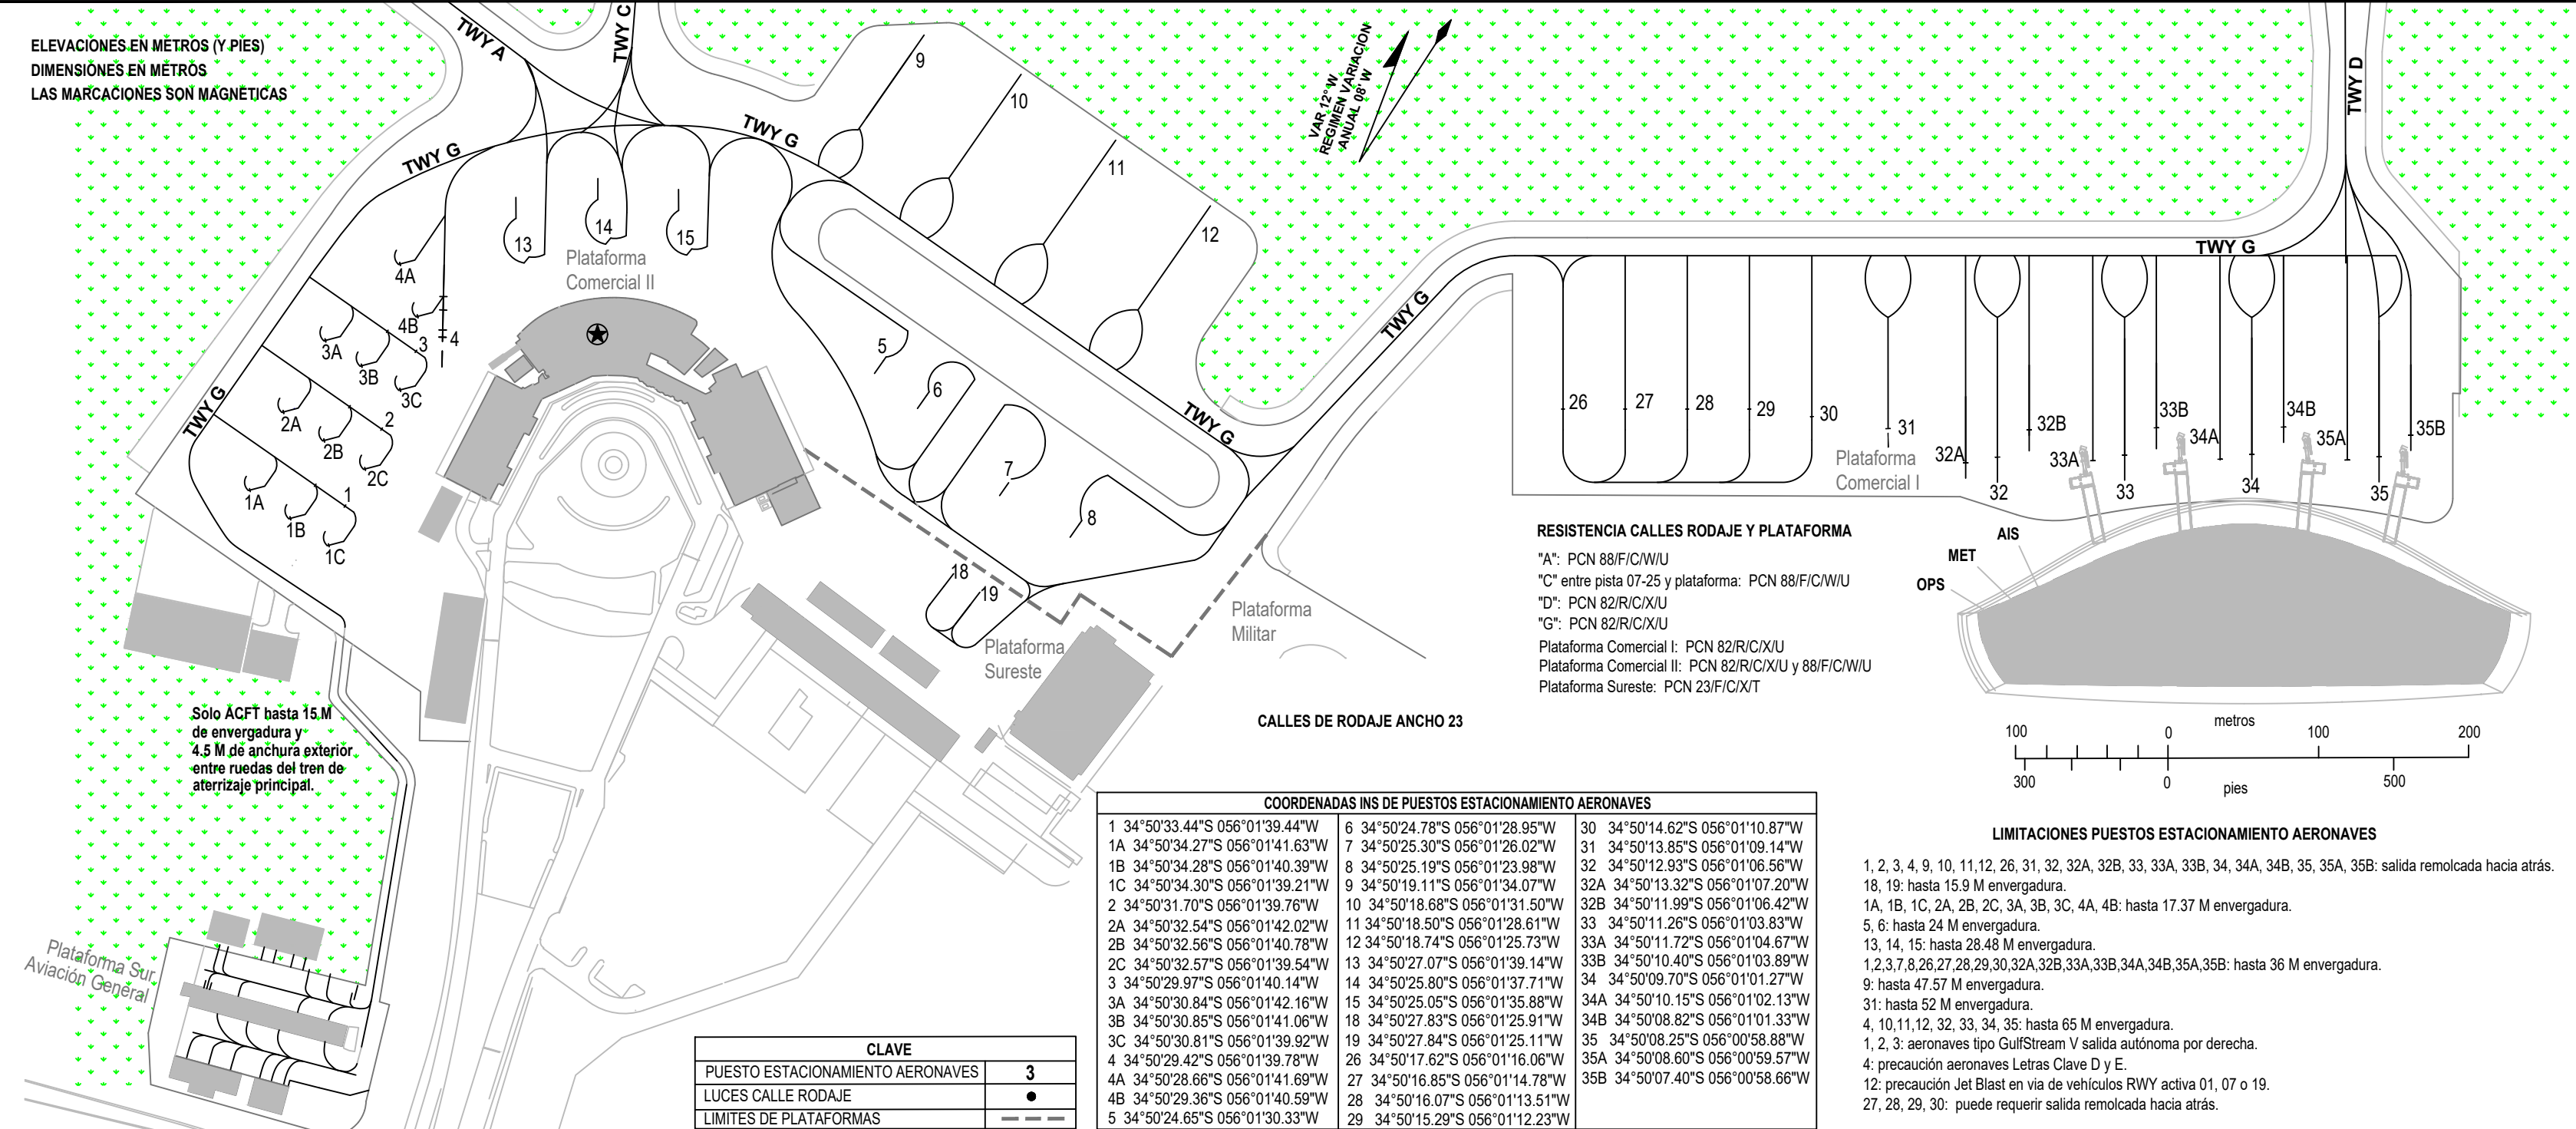 ELEVACIONES EN METROS (Y PIES)
DIMENSIONES EN METROS
LAS MARCACIONES SON MAGNETICAS
TWY A
TWY C
TWY G
TWY G
TWY G
TWY G
TWY G
TWY G
TWY D
VAR 12° W
REGIMEN VARIACION
ANUAL 08' W
9
10
11
12
13
14
15
Plataforma
Comercial II
4A
4B
4
3
3A
3B
3C
2A
2B
2
2C
1A
1B
1
1C
5
6
7
8
18
19
Plataforma
Sureste
Plataforma
Militar
26
27
28
29
30
31
Plataforma
Comercial I
32A
32
32B
33A
33
33B
34A
34
34B
35A
35
35B
AIS
MET
OPS
RESISTENCIA CALLES RODAJE Y PLATAFORMA
"A": PCN 88/F/C/W/U
"C" entre pista 07-25 y plataforma: PCN 88/F/C/W/U
"D": PCN 82/R/C/X/U
"G": PCN 82/R/C/X/U
Plataforma Comercial I: PCN 82/R/C/X/U
Plataforma Comercial II: PCN 82/R/C/X/U y 88/F/C/W/U
Plataforma Sureste: PCN 23/F/C/X/T
CALLES DE RODAJE ANCHO 23
Solo ACFT hasta 15 M
de envergadura y
4.5 M de anchura exterior
entre ruedas del tren de
aterrizaje principal.
Plataforma Sur
Aviación General
metros
100 0 100 200
300 0 500
pies
CLAVE
PUESTO ESTACIONAMIENTO AERONAVES 3
LUCES CALLE RODAJE
LIMITES DE PLATAFORMAS
COORDENADAS INS DE PUESTOS ESTACIONAMIENTO AERONAVES
1 34°50'33.44"S 056°01'39.44"W
1A 34°50'34.27"S 056°01'41.63"W
1B 34°50'34.28"S 056°01'40.39"W
1C 34°50'34.30"S 056°01'39.21"W
2 34°50'31.70"S 056°01'39.76"W
2A 34°50'32.54"S 056°01'42.02"W
2B 34°50'32.56"S 056°01'40.78"W
2C 34°50'32.57"S 056°01'39.54"W
3 34°50'29.97"S 056°01'40.14"W
3A 34°50'30.84"S 056°01'42.16"W
3B 34°50'30.85"S 056°01'41.06"W
3C 34°50'30.81"S 056°01'39.92"W
4 34°50'29.42"S 056°01'39.78"W
4A 34°50'28.66"S 056°01'41.69"W
4B 34°50'29.36"S 056°01'40.59"W
5 34°50'24.65"S 056°01'30.33"W
6 34°50'24.78"S 056°01'28.95"W
7 34°50'25.30"S 056°01'26.02"W
8 34°50'25.19"S 056°01'23.98"W
9 34°50'19.11"S 056°01'34.07"W
10 34°50'18.68"S 056°01'31.50"W
11 34°50'18.50"S 056°01'28.61"W
12 34°50'18.74"S 056°01'25.73"W
13 34°50'27.07"S 056°01'39.14"W
14 34°50'25.80"S 056°01'37.71"W
15 34°50'25.05"S 056°01'35.88"W
18 34°50'27.83"S 056°01'25.91"W
19 34°50'27.84"S 056°01'25.11"W
26 34°50'17.62"S 056°01'16.06"W
27 34°50'16.85"S 056°01'14.78"W
28 34°50'16.07"S 056°01'13.51"W
29 34°50'15.29"S 056°01'12.23"W
30 34°50'14.62"S 056°01'10.87"W
31 34°50'13.85"S 056°01'09.14"W
32 34°50'12.93"S 056°01'06.56"W
32A 34°50'13.32"S 056°01'07.20"W
32B 34°50'11.99"S 056°01'06.42"W
33 34°50'11.26"S 056°01'03.83"W
33A 34°50'11.72"S 056°01'04.67"W
33B 34°50'10.40"S 056°01'03.89"W
34 34°50'09.70"S 056°01'01.27"W
34A 34°50'10.15"S 056°01'02.13"W
34B 34°50'08.82"S 056°01'01.33"W
35 34°50'08.25"S 056°00'58.88"W
35A 34°50'08.60"S 056°00'59.57"W
35B 34°50'07.40"S 056°00'58.66"W
LIMITACIONES PUESTOS ESTACIONAMIENTO AERONAVES
1, 2, 3, 4, 9, 10, 11,12, 26, 31, 32, 32A, 32B, 33, 33A, 33B, 34, 34A, 34B, 35, 35A, 35B: salida remolcada hacia atrás.
18, 19: hasta 15.9 M envergadura.
1A, 1B, 1C, 2A, 2B, 2C, 3A, 3B, 3C, 4A, 4B: hasta 17.37 M envergadura.
5, 6: hasta 24 M envergadura.
13, 14, 15: hasta 28.48 M envergadura.
1,2,3,7,8,26,27,28,29,30,32A,32B,33A,33B,34A,34B,35A,35B: hasta 36 M envergadura.
9: hasta 47.57 M envergadura.
31: hasta 52 M envergadura.
4, 10,11,12, 32, 33, 34, 35: hasta 65 M envergadura.
1, 2, 3: aeronaves tipo GulfStream V salida autónoma por derecha.
4: precaución aeronaves Letras Clave D y E.
12: precaución Jet Blast en via de vehículos RWY activa 01, 07 o 19.
27, 28, 29, 30: puede requerir salida remolcada hacia atrás.